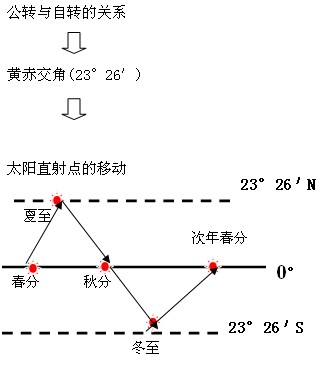 公转与自转的关系
黄赤交角(23°26′)
太阳直射点的移动
23°26′N
夏至
次年春分
春分
秋分
0°
23°26′S
冬至